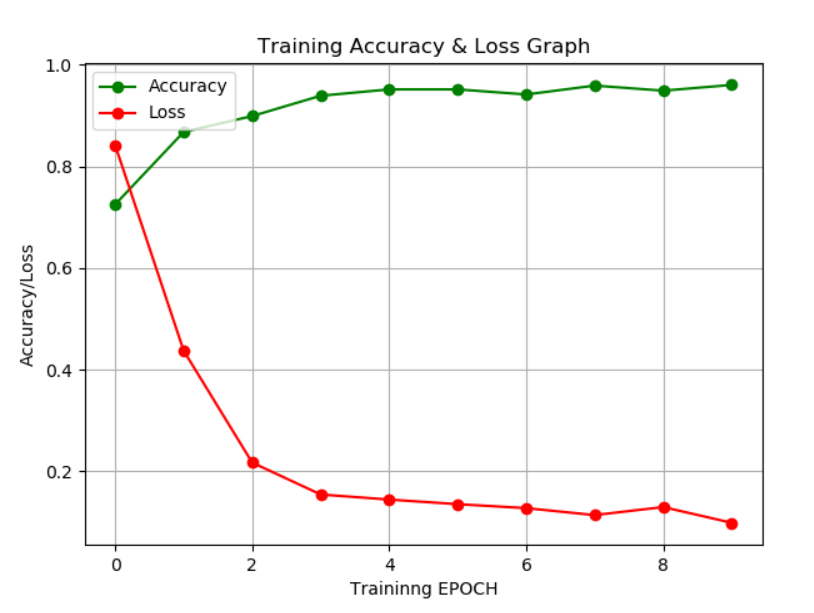 Training Accuracy & Loss Graph
1.0
Accuracy
Loss
0.8
0.6
Accuracy/Loss
0.4
0.2
0 2 4 6 8
Traininng EPOCH